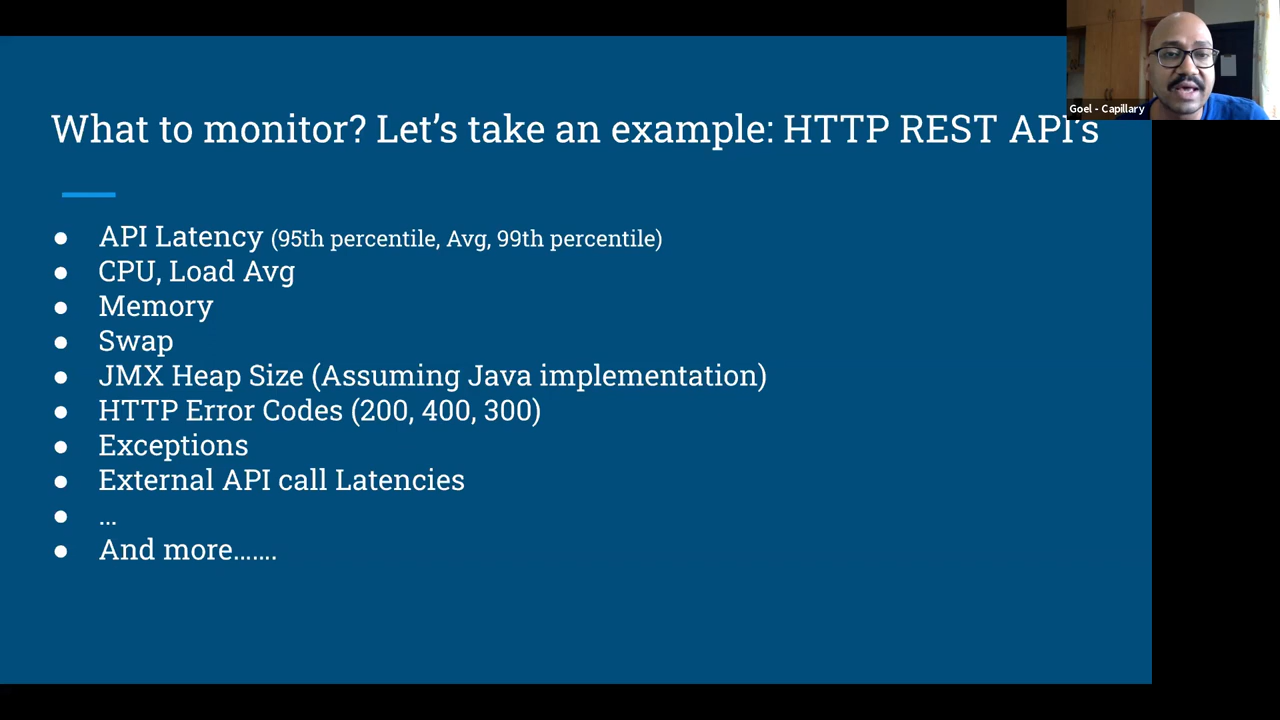 Goel - Capillary
What to monitor? Let's take an example: HTTP REST API's
● API Latency (95th percentile, Avg, 99th percentile)
● CPU, Load Avg
● Memory
● Swap
● JMX Heap Size (Assuming Java implementation)
● HTTP Error Codes (200, 400, 300)
● Exceptions
● External API call Latencies
● ...
● And more.......